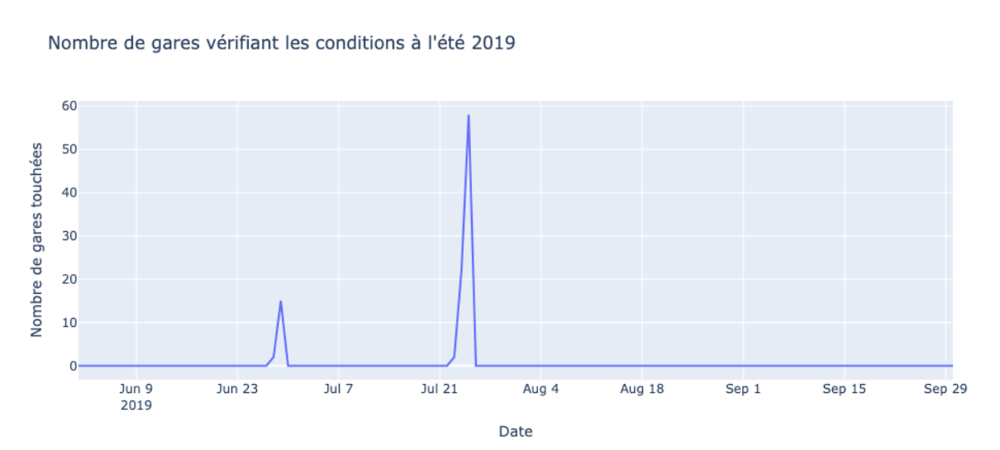 Nombre de gares vérifiant les conditions à l'été 2019
Nombre de gares touchées
60
50
40
30
20
10
0
Jun 9
2019
Jun 23
Jul 7
Jul 21
Aug 4
Aug 18
Sep 1
Sep 15
Sep 29
Date